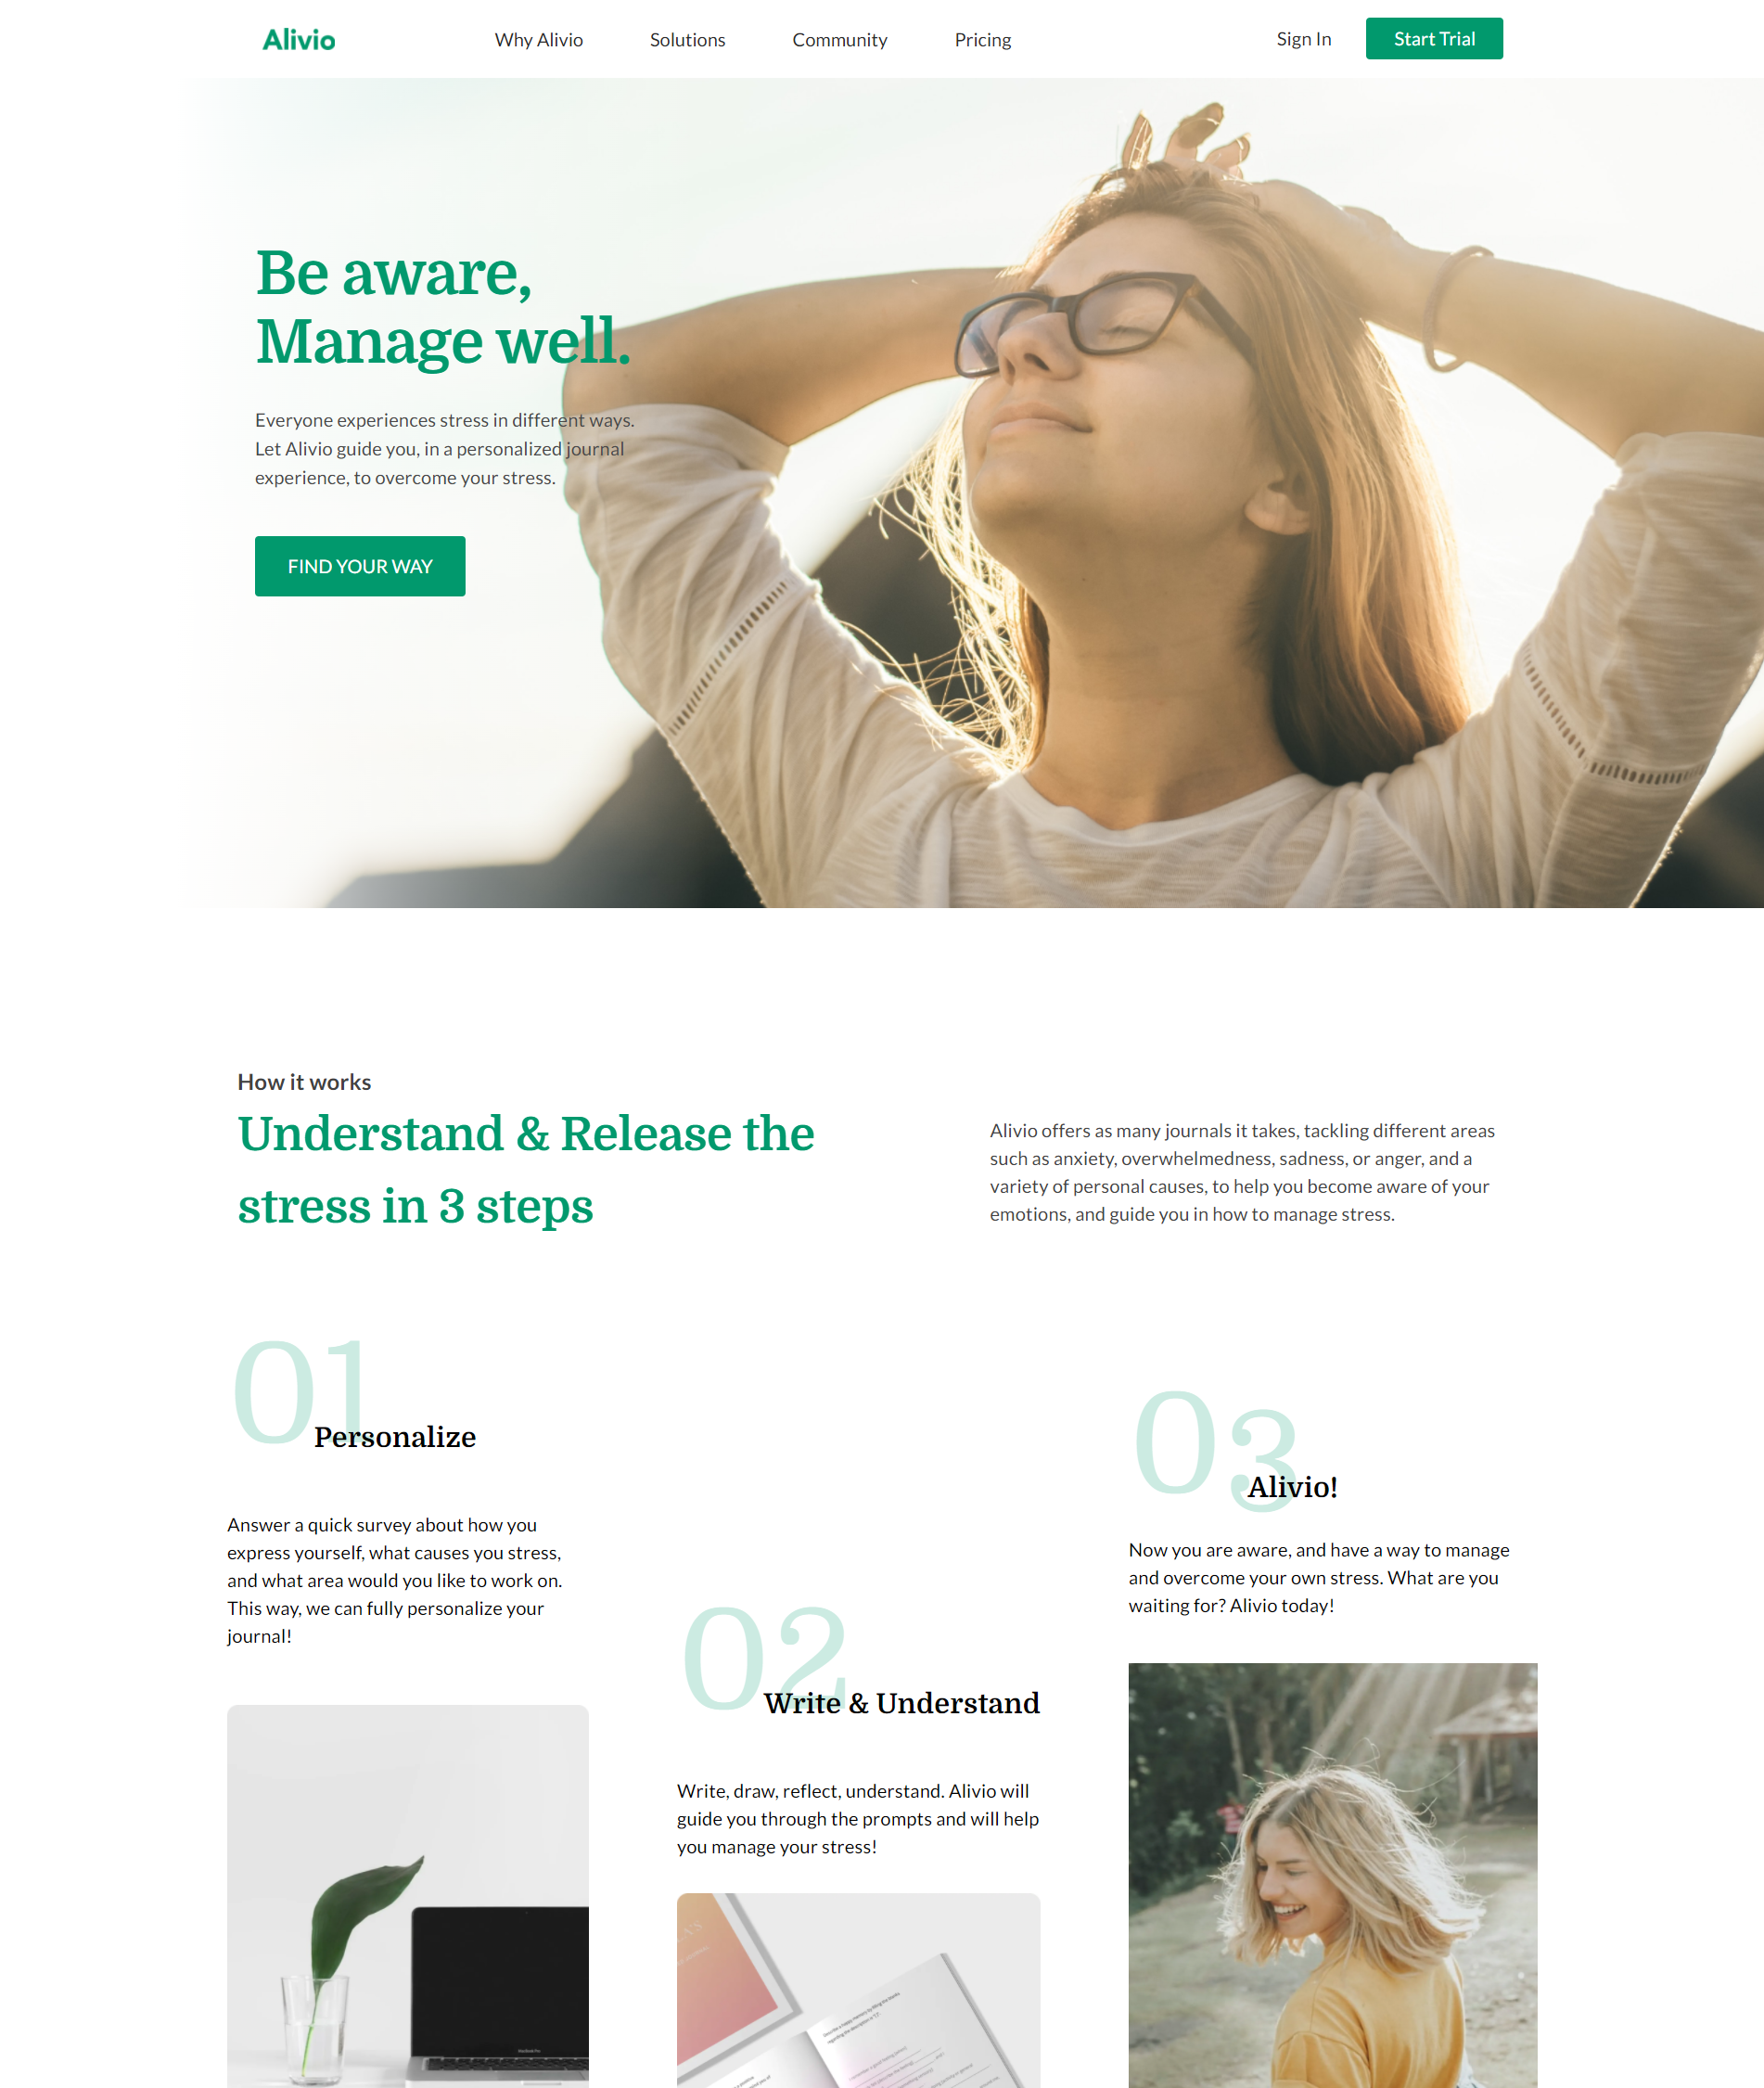 Alivio
Why Alivio
Solutions
Community
Pricing
Sign In
Start Trial
Be aware,
Manage well.
Everyone experiences stress in different ways.
Let Alivio guide you, in a personalized journal
experience, to overcome your stress.
FIND YOUR WAY
How it works
Understand & Release the
stress in 3 steps
Alivio offers as many journals it takes, tackling different areas
such as anxiety, overwhelmedness, sadness, or anger, and a
variety of personal causes, to help you become aware of your
emotions, and guide you in how to manage stress.
01
Personalize
Answer a quick survey about how you
express yourself, what causes you stress,
and what area would you like to work on.
This way, we can fully personalize your
journal!
02
Write & Understand
Write, draw, reflect, understand. Alivio will
guide you through the prompts and will help
you manage your stress!
03
Alivio!
Now you are aware, and have a way to manage
and overcome your own stress. What are you
waiting for? Alivio today!